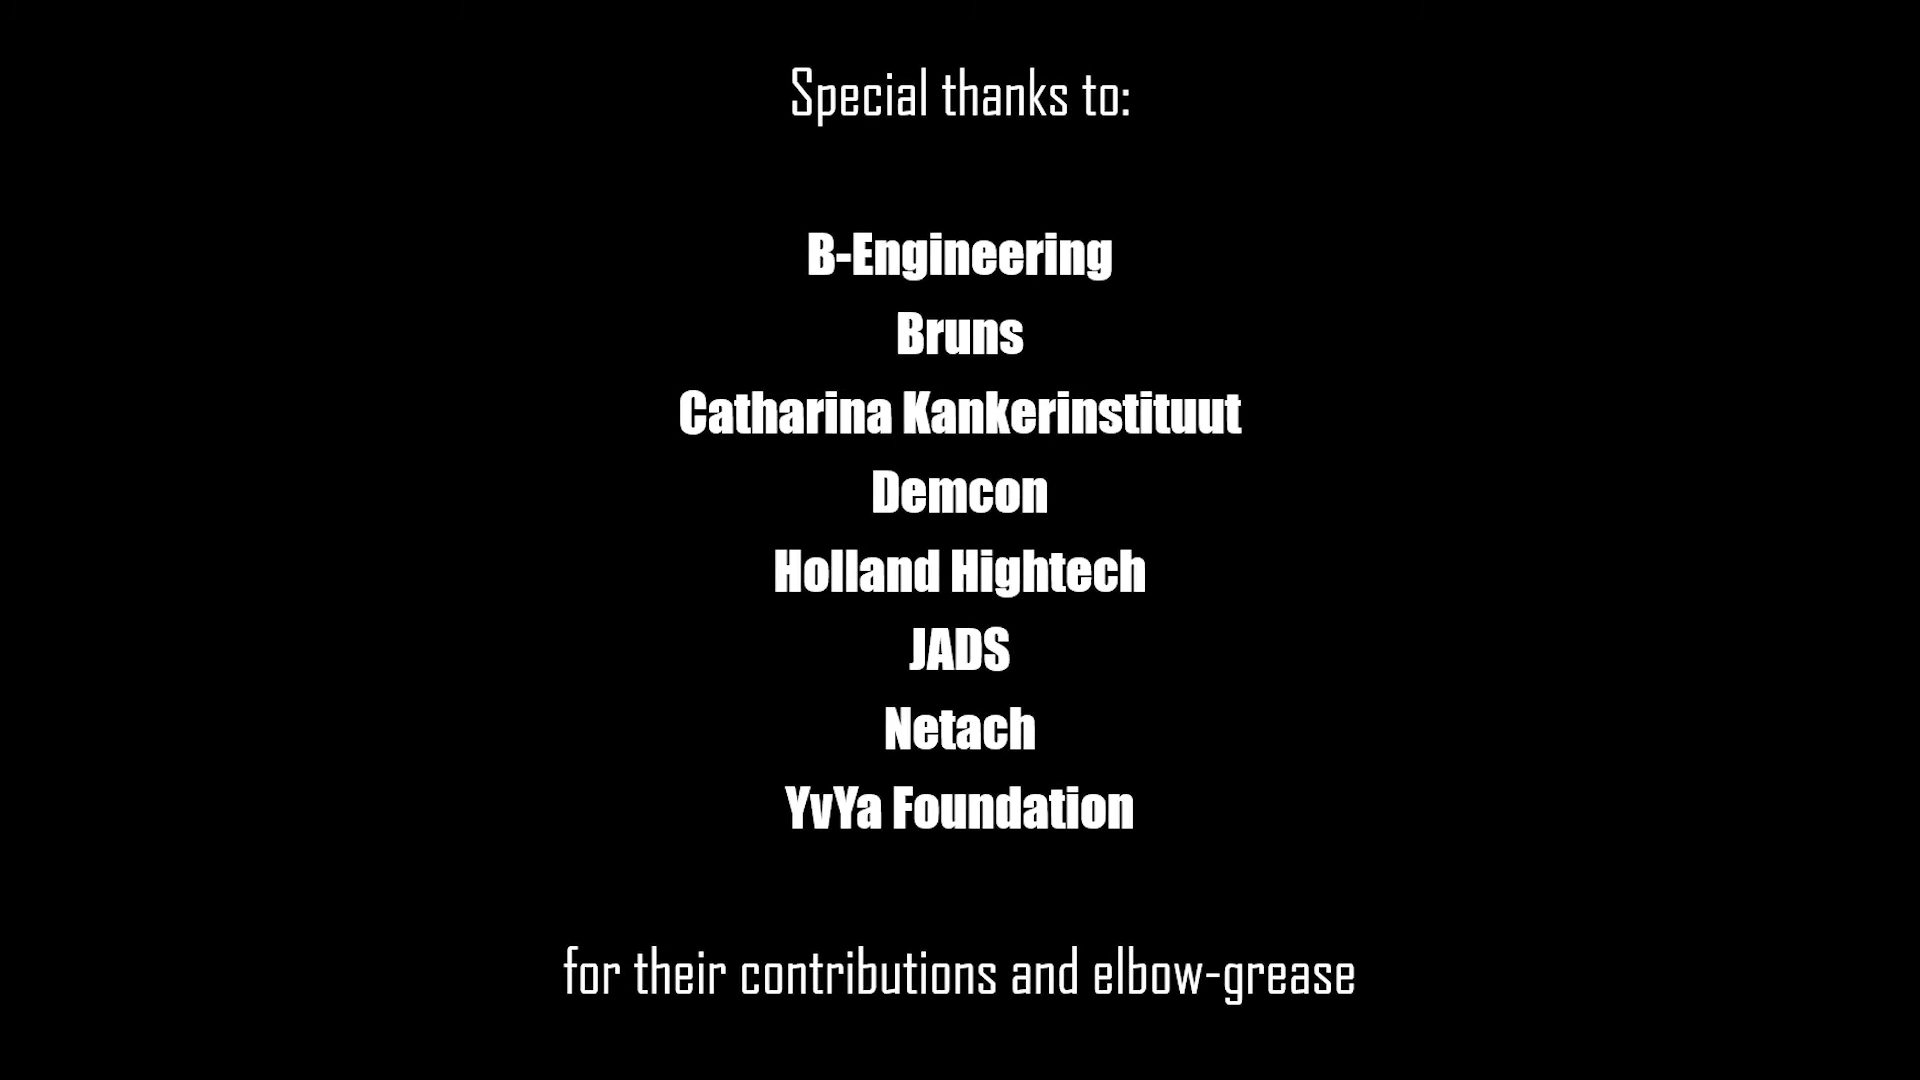 Special thanks to:
B-Engineering
Bruns
Catharina Kankerinstituut
Demcon
Holland Hightech
JADS
Netach
YvYa Foundation
for their contributions and elbow-grease